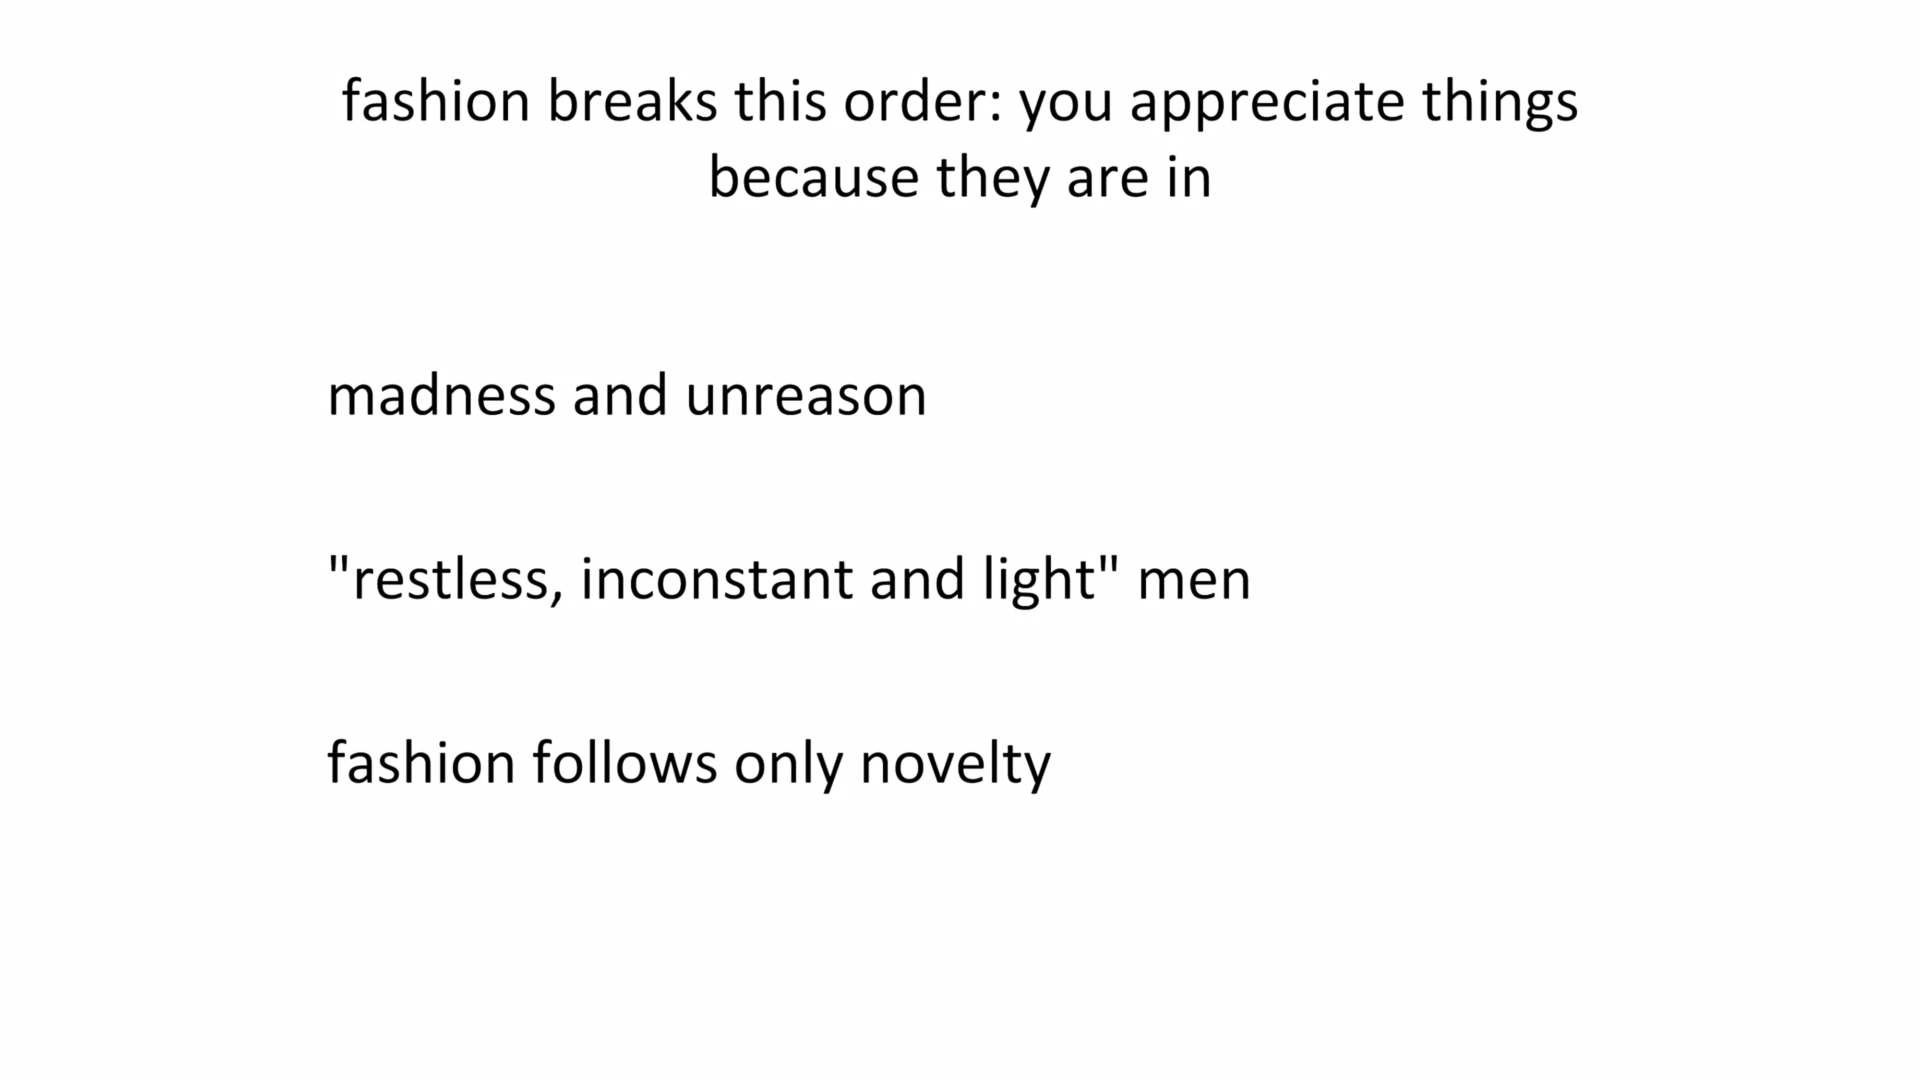 fashion breaks this order: you appreciate things
because they are in
madness and unreason
"restless, inconstant and light" men
fashion follows only novelty